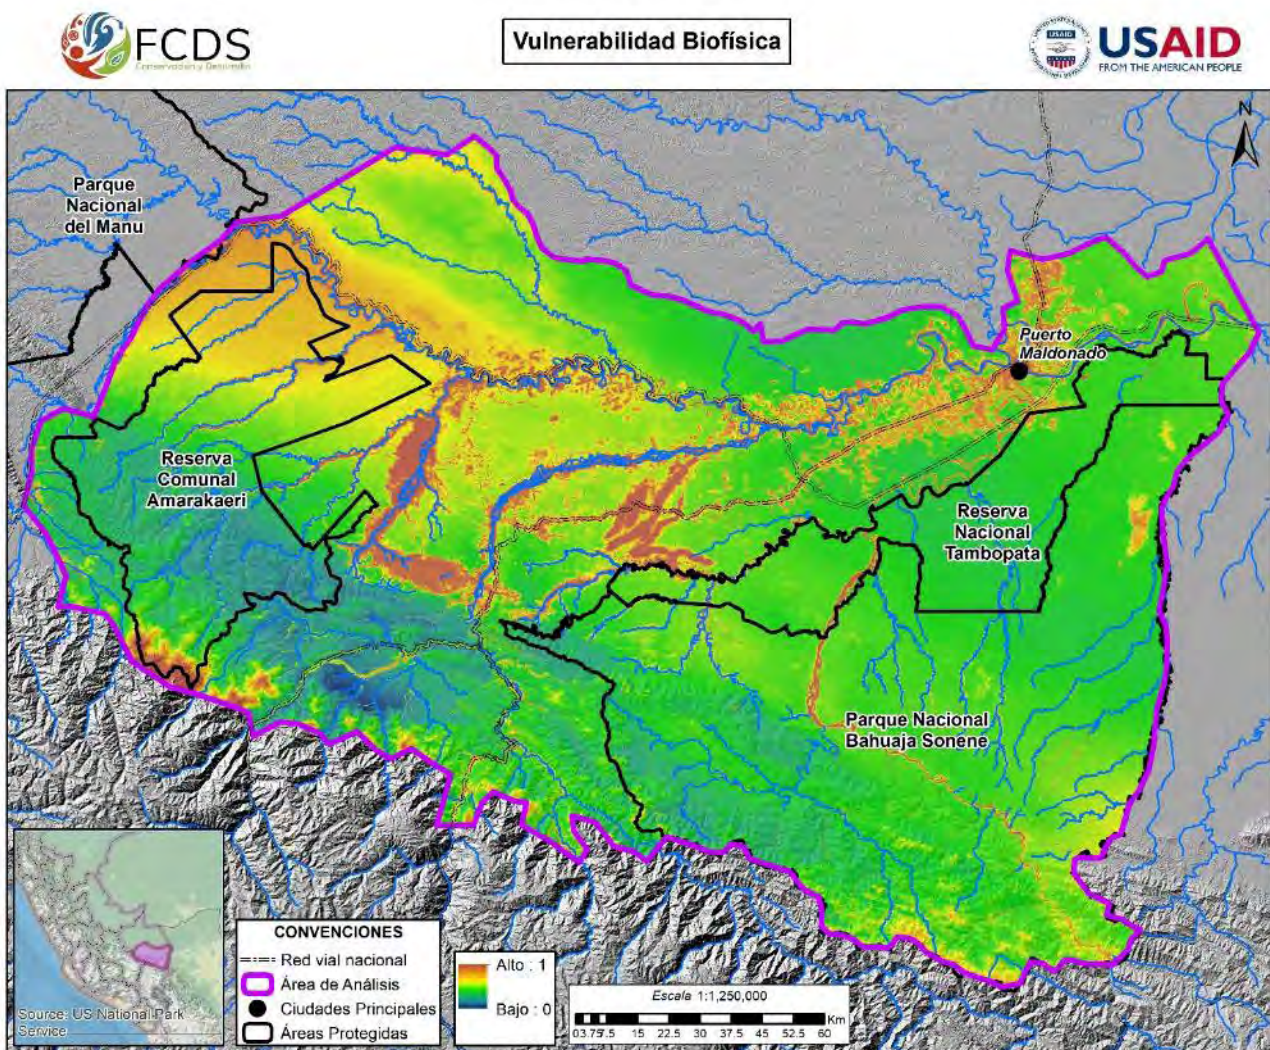 FCDS
Conservación y Desarrollo
Vulnerabilidad Biofísica
USAID
USAID
FROM THE AMERICAN PEOPLE
N
Parque
Nacional
del Manu
Puerto
Maldonado
Reserva
Comunal
Amarakaeri
Reserva
Nacional
Tambopata
Parque Nacional
Bahuaja Sonene
Source: US National Park
Service
CONVENCIONES
Red vial nacional
Área de Análisis
Ciudades Principales
Áreas Protegidas
Alto : 1
Bajo : 0
Escala 1:1,250,000
Km
03.757.5 15 22.5 30 37.5 45 52.5 60